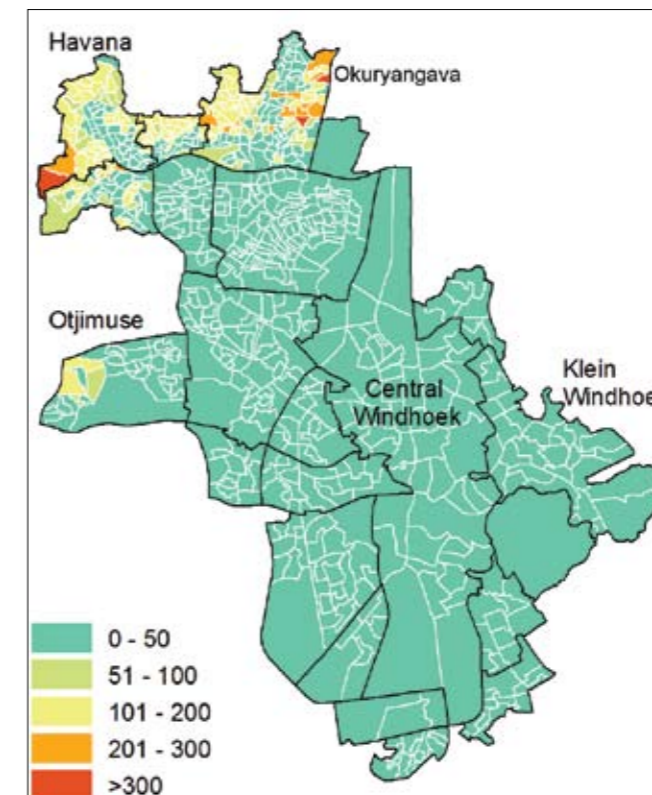 Havana
Okuryangava
Otjimuse
Central
Windhoek
Klein
Windhoe
0 - 50
51 - 100
101 - 200
201 - 300
>300